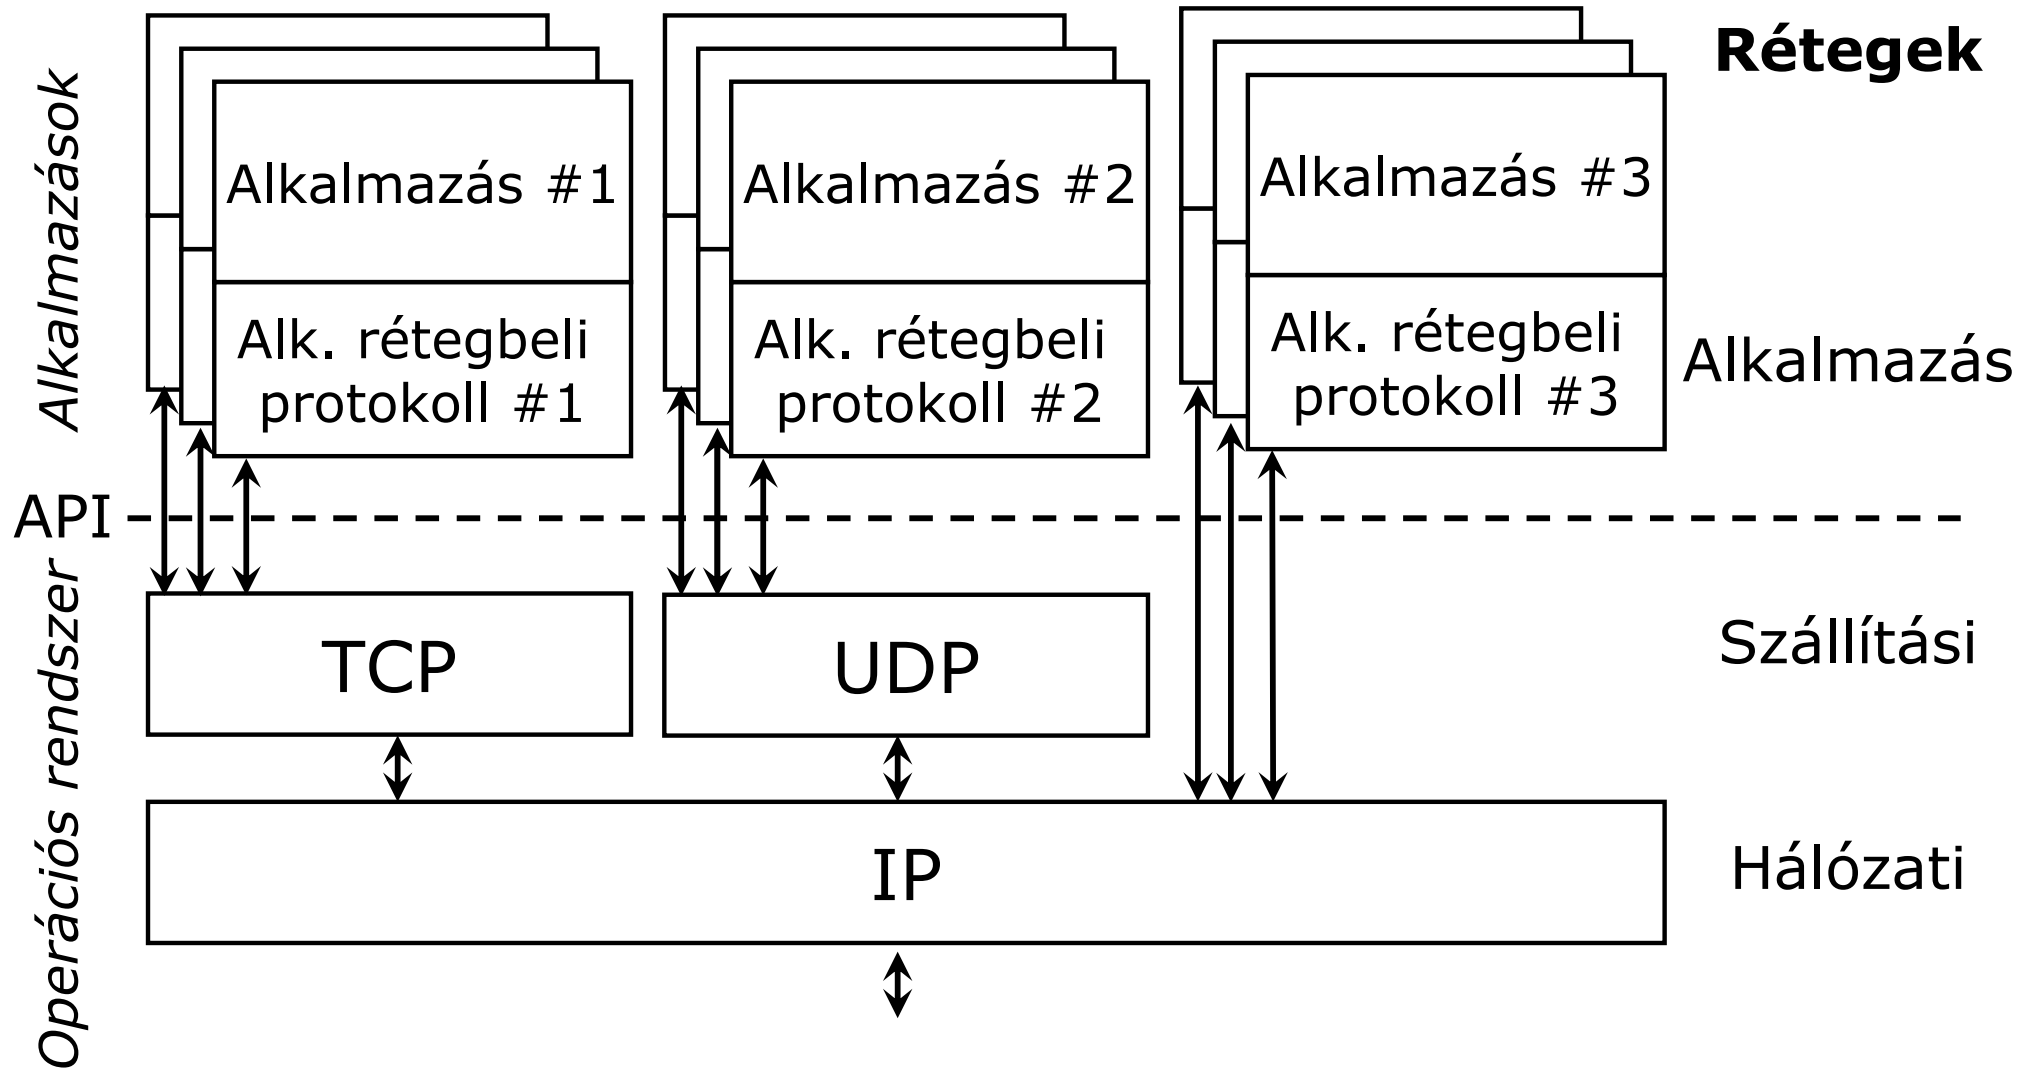 Rétegek
Alkalmazások
Alkalmazás #1
Alkalmazás #2
Alkalmazás #3
Alk. rétegbeli
protokoll #1
Alk. rétegbeli
protokoll #2
Alk. rétegbeli
protokoll #3
Alkalmazás
API
Operációs rendszer
TCP
UDP
Szállítási
IP
Hálózati